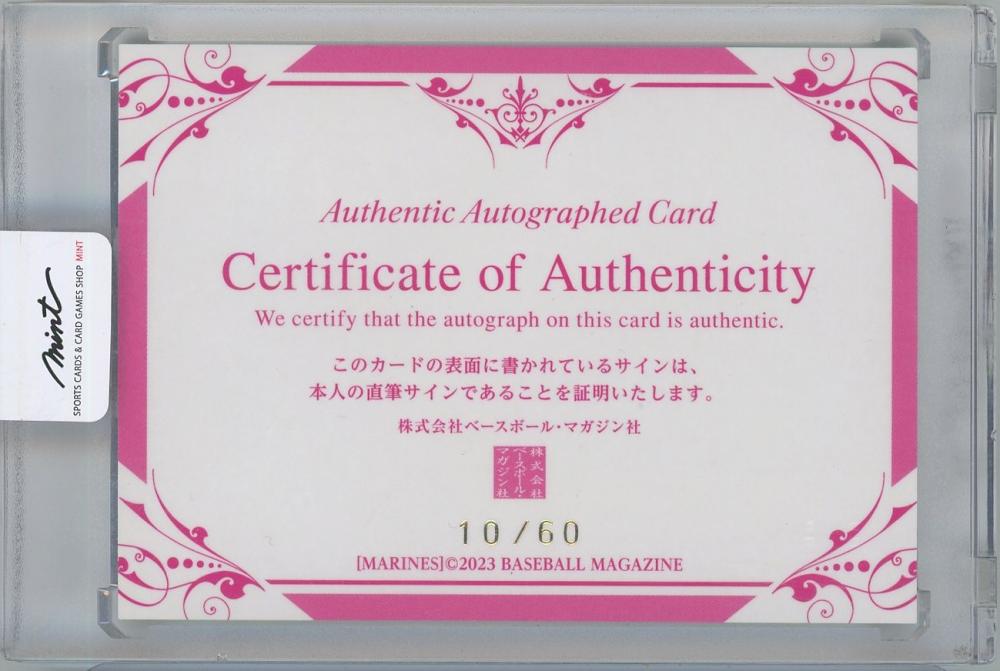 Authentic Autographed Card
Certificate of Authenticity
We certify that the autograph on this card is authentic.
このカードの表面に書かれているサインは、
本人の直筆サインであることを証明いたします。
株式会社ベースボール・マガジン社
株式会社
ベースボール・
マガジン社
10/60
[MARINES]©2023 BASEBALL MAGAZINE
mint
SPORTS CARDS & CARD GAMES SHOP MINT